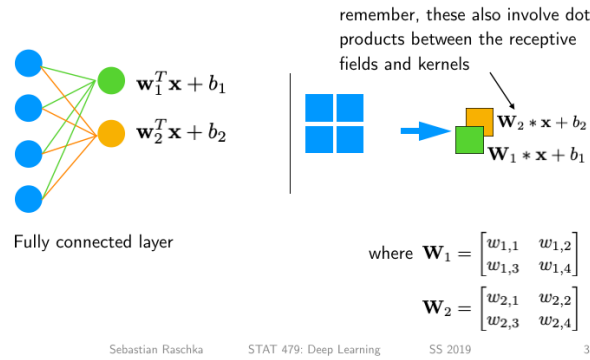 remember, these also involve dot
products between the receptive
fields and kernels
w₁ᵀx + b₁
w₂ᵀx + b₂
W₂ ∗ x + b₂
W₁ ∗ x + b₁
Fully connected layer
where W₁ = [w₁,₁ w₁,₂
w₁,₃ w₁,₄]
W₂ = [w₂,₁ w₂,₂
w₂,₃ w₂,₄]
Sebastian Raschka STAT 479: Deep Learning SS 2019 3